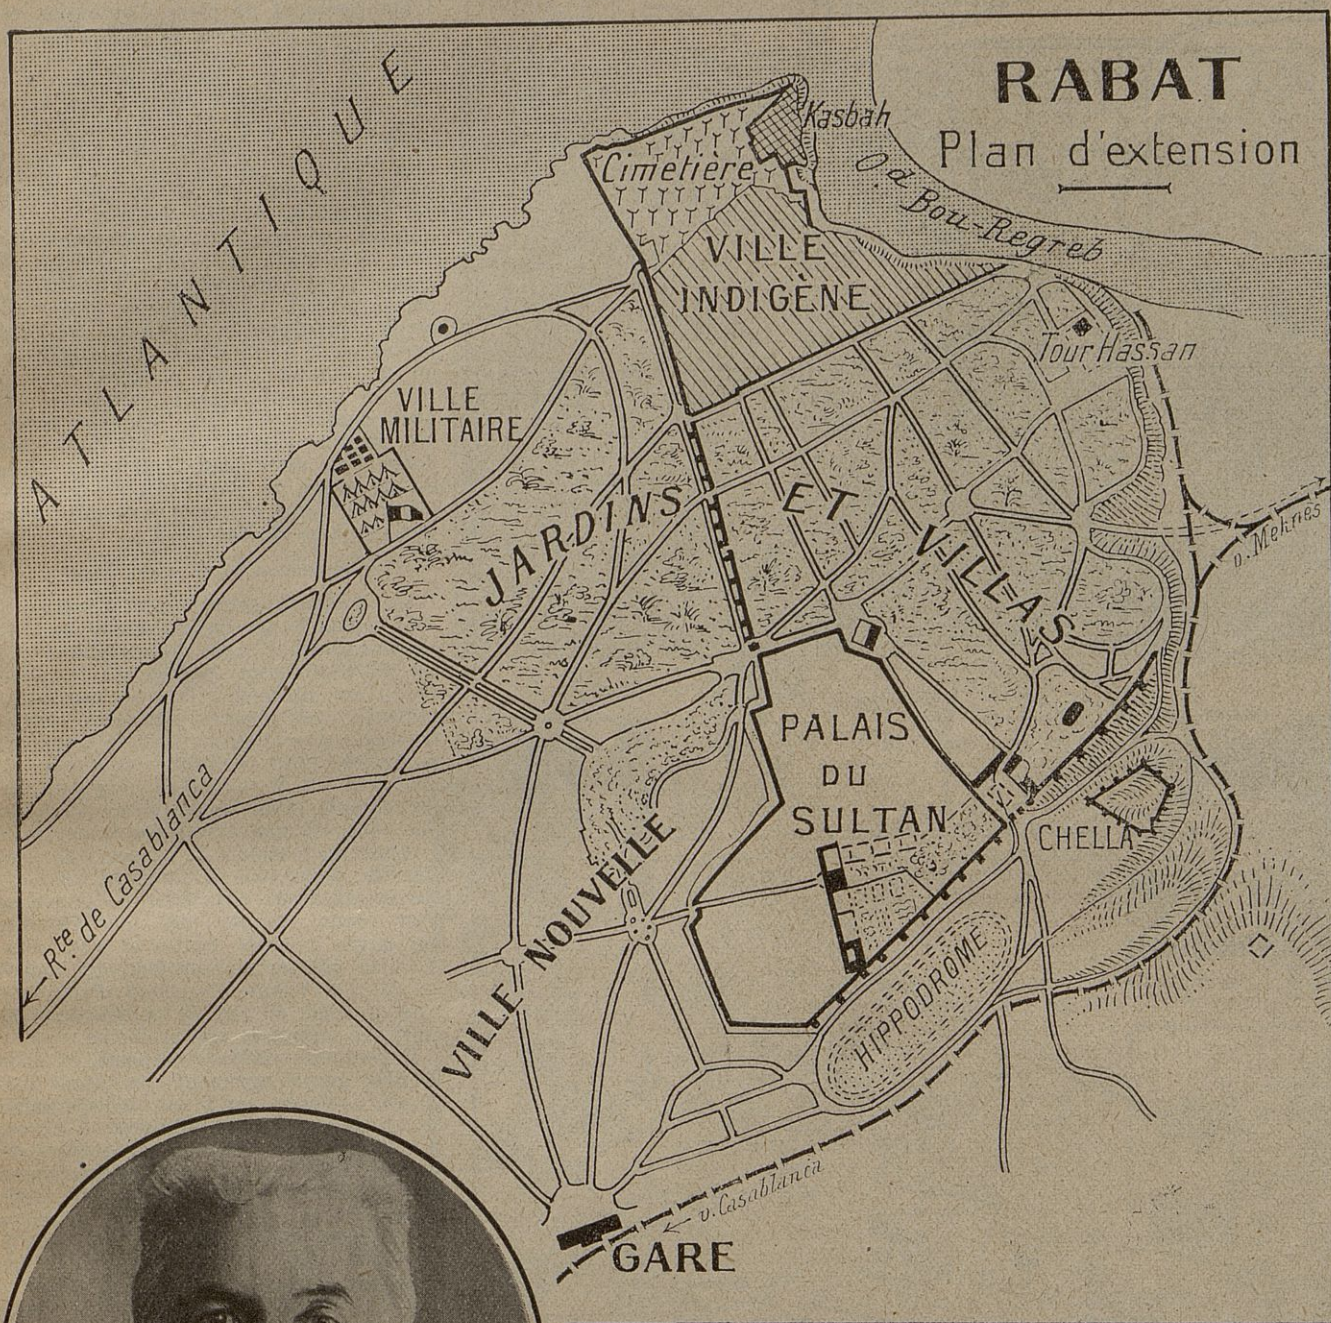 RABAT
Plan d'extension
ATLANTIQUE
Kasbah
Cimetière
Od Bou-Regreb
VILLE
INDIGÈNE
Tour Hassan
VILLE
MILITAIRE
JARDINS ET VILLAS
v. Meknès
PALAIS
DU
SULTAN
CHELLA
Rte de Casablanca
VILLE NOUVELLE
HIPPODROME
v. Casablanca
GARE